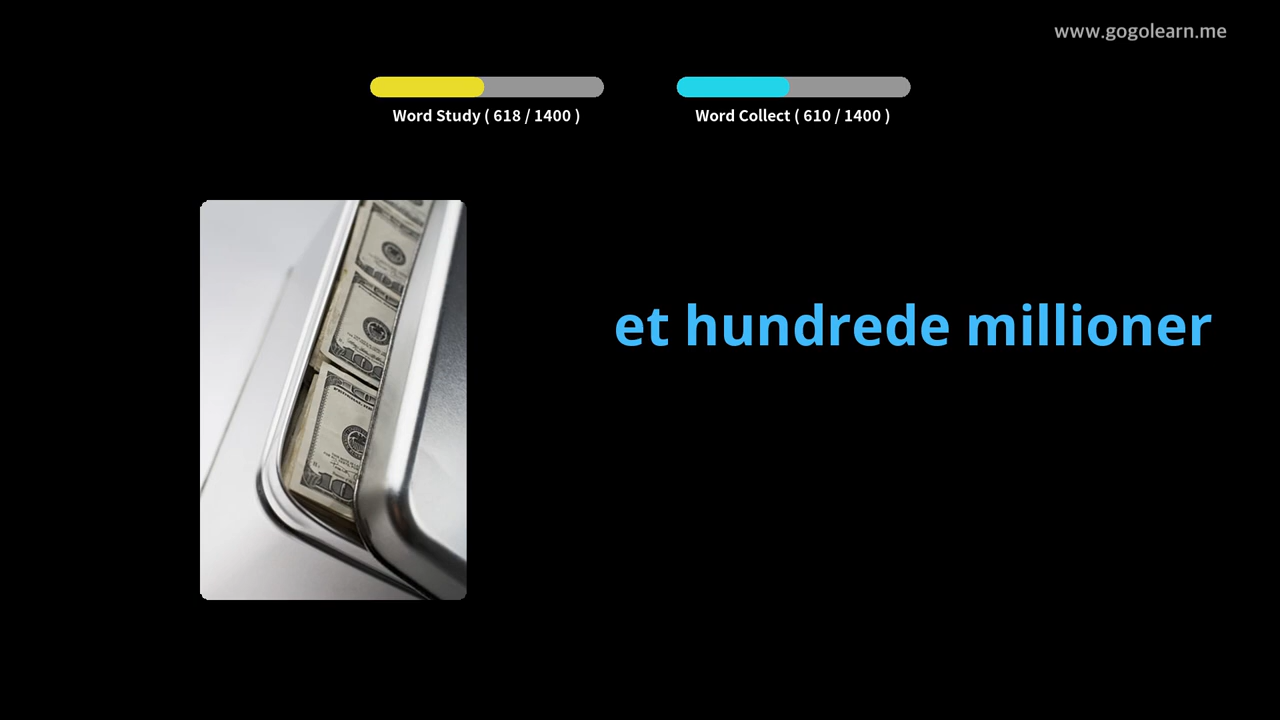 www.gogolearn.me
Word Study ( 618 / 1400 )
Word Collect ( 610 / 1400 )
et hundrede millioner